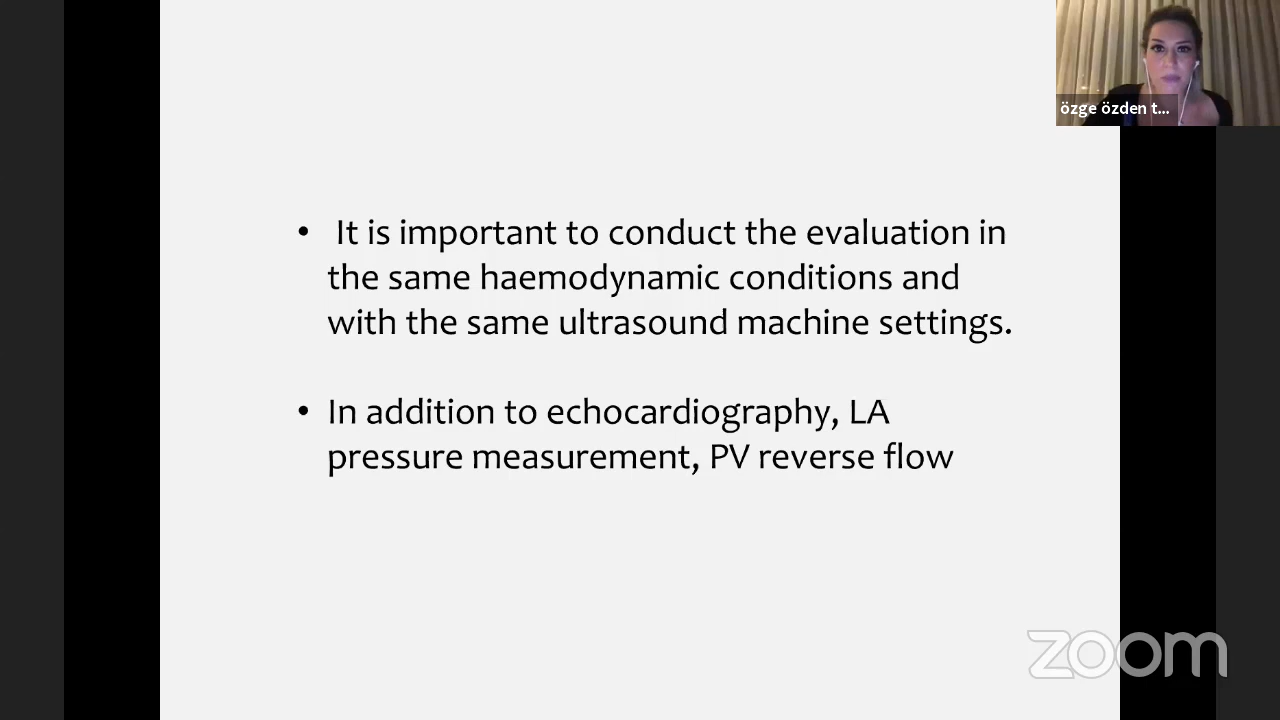 özge özden t...
• It is important to conduct the evaluation in
the same haemodynamic conditions and
with the same ultrasound machine settings.
• In addition to echocardiography, LA
pressure measurement, PV reverse flow
zoom